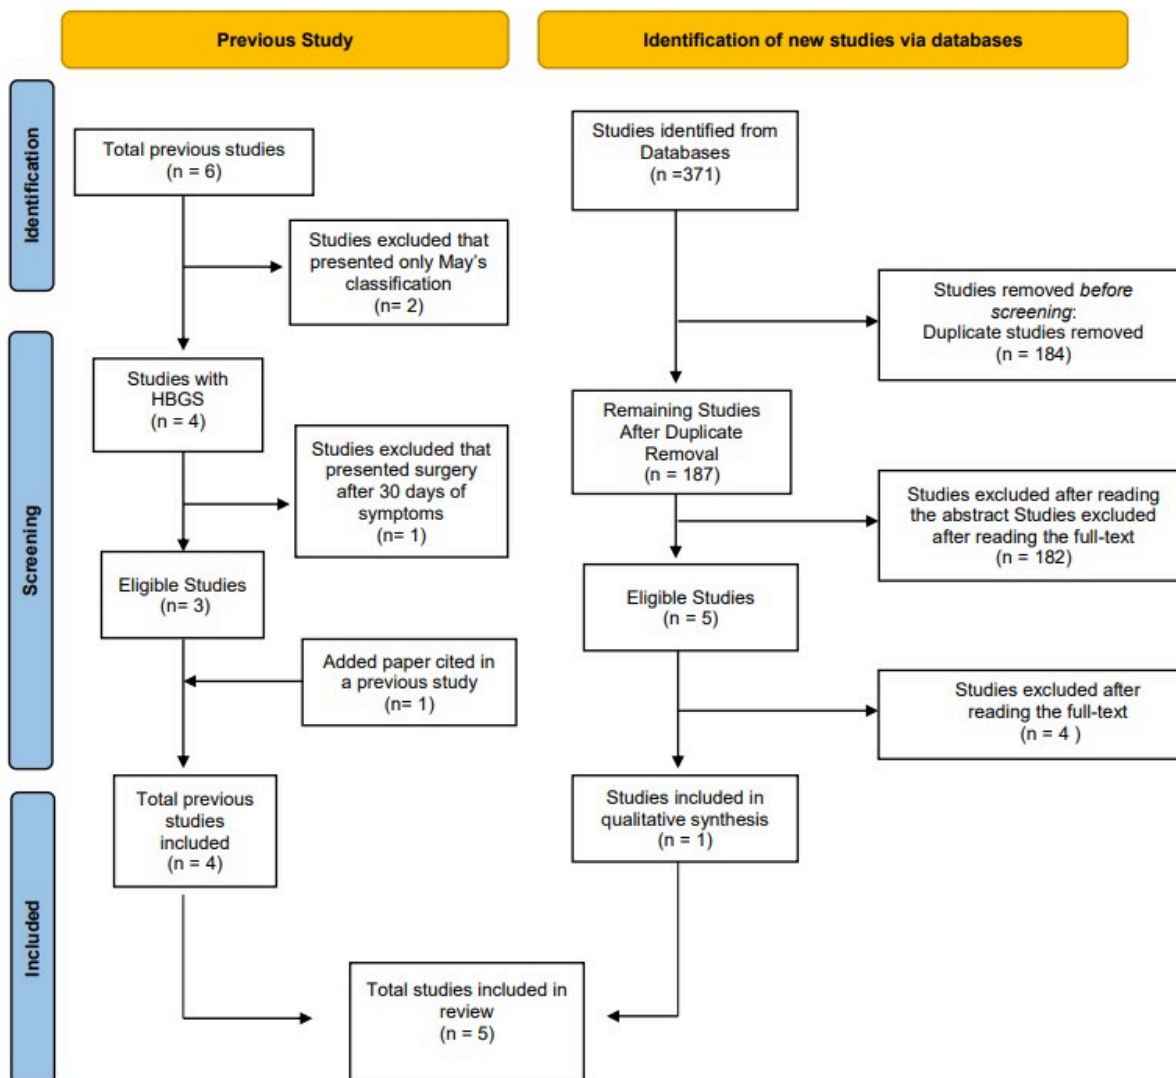 Previous Study
Identification of new studies via databases
Identification
Total previous studies
(n = 6)
Studies excluded that
presented only May's
classification
(n= 2)
Screening
Studies with
HBGS
(n = 4)
Studies excluded that
presented surgery
after 30 days of
symptoms
(n= 1)
Eligible Studies
(n= 3)
Added paper cited in
a previous study
(n= 1)
Included
Total previous
studies
included
(n = 4)
Studies identified from
Databases
(n =371)
Studies removed before
screening:
Duplicate studies removed
(n = 184)
Remaining Studies
After Duplicate
Removal
(n = 187)
Studies excluded after reading
the abstract Studies excluded
after reading the full-text
(n = 182)
Eligible Studies
(n = 5)
Studies excluded after
reading the full-text
(n = 4 )
Studies included in
qualitative synthesis
(n = 1)
Total studies included in
review
(n = 5)